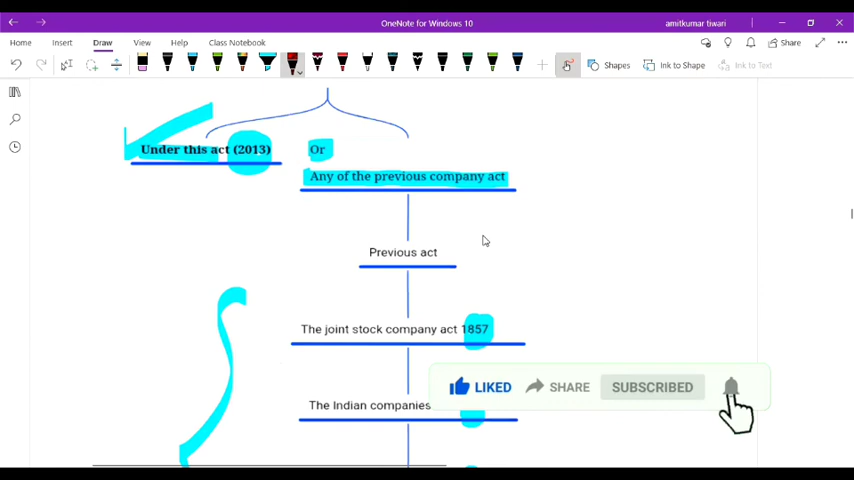 OneNote for Windows 10
amitkumar tiwari
Home Insert Draw View Help Class Notebook
Share
Shapes
Ink to Shape
Ink to Text
Under this act (2013)
Or
Any of the previous company act
Previous act
The joint stock company act 1857
The Indian companies
LIKED SHARE SUBSCRIBED